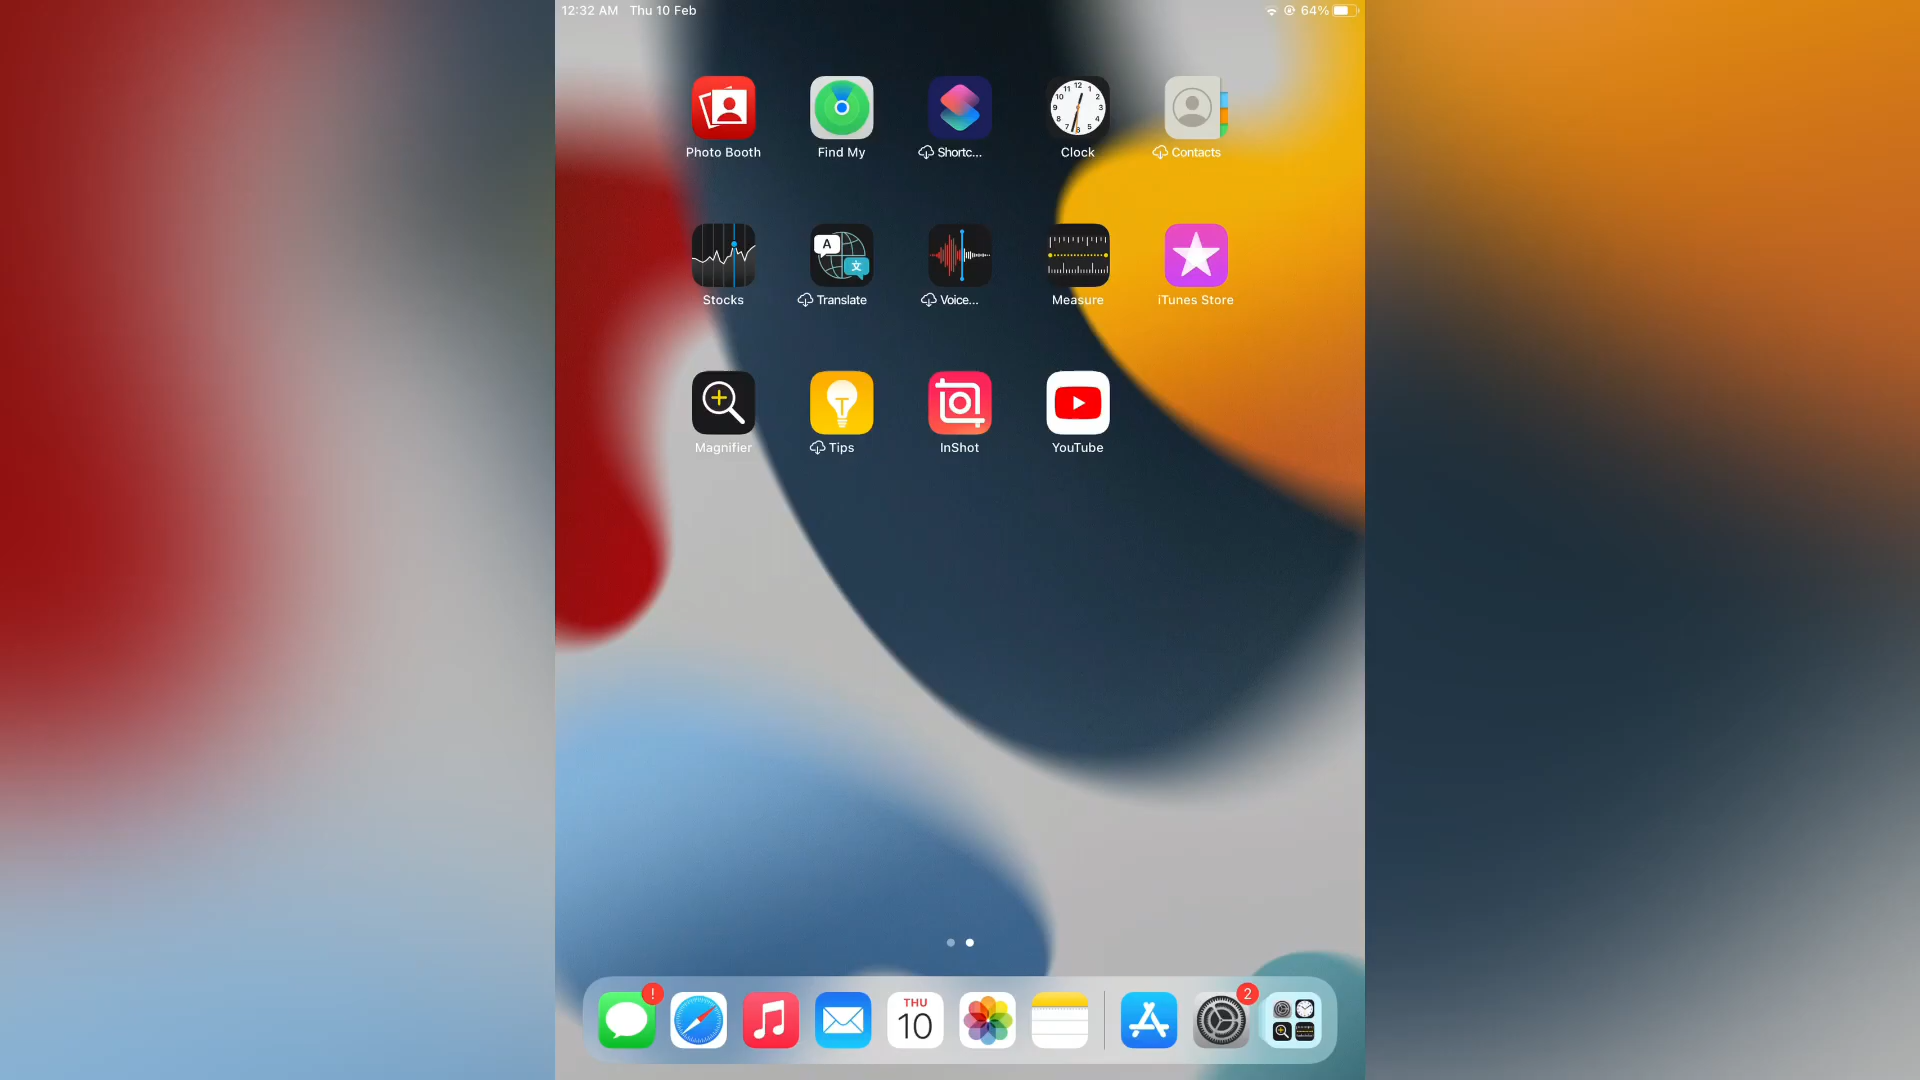 12:32 AM Thu 10 Feb
64%
Photo Booth
Find My
Shortc...
Clock
Contacts
Stocks
Translate
Voice...
Measure
iTunes Store
Magnifier
Tips
InShot
YouTube
!
THU
10
2